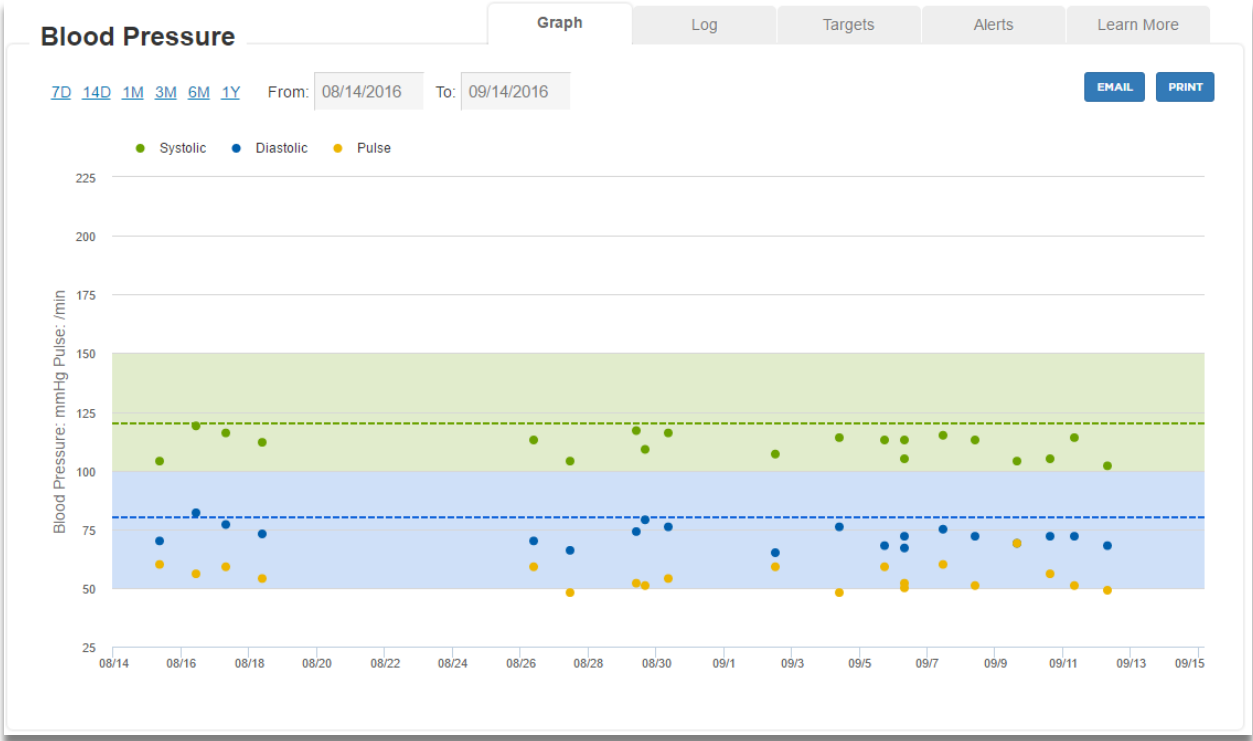 Blood Pressure
Graph
Log
Targets
Alerts
Learn More
7D 14D 1M 3M 6M 1Y From: 08/14/2016 To: 09/14/2016
EMAIL
PRINT
Systolic
Diastolic
Pulse
Blood Pressure: mmHg Pulse: /min
225
200
175
150
125
100
75
50
25
08/14 08/16 08/18 08/20 08/22 08/24 08/26 08/28 08/30 09/1 09/3 09/5 09/7 09/9 09/11 09/13 09/15